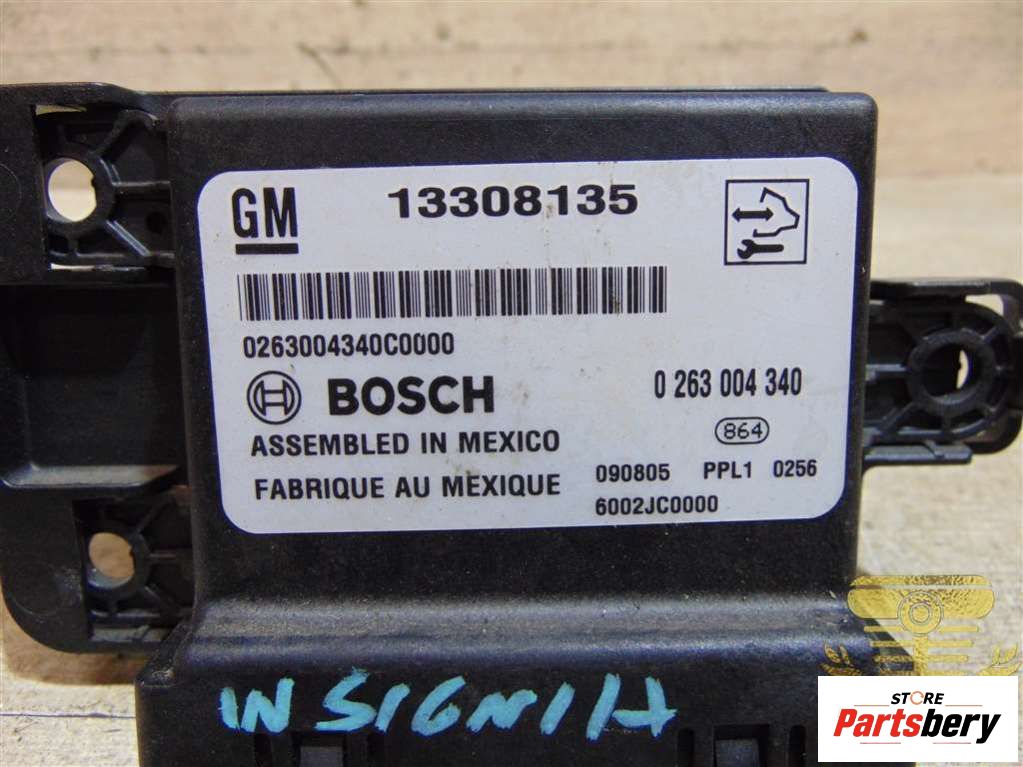 GM 13308135
0263004340C0000
BOSCH 0 263 004 340
ASSEMBLED IN MEXICO 864
FABRIQUE AU MEXIQUE 090805 PPL1 0256
6002JC0000
INSIGNIA
STORE
Partsbery